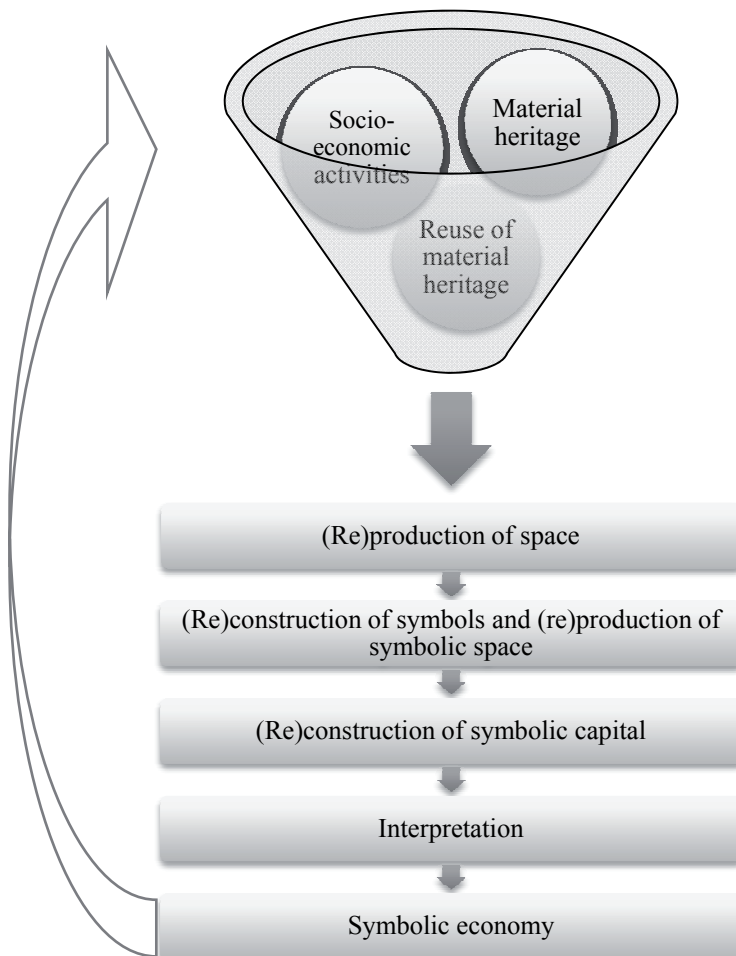 Socio-
economic
activities
Material
heritage
Reuse of
material
heritage
(Re)production of space
(Re)construction of symbols and (re)production of
symbolic space
(Re)construction of symbolic capital
Interpretation
Symbolic economy